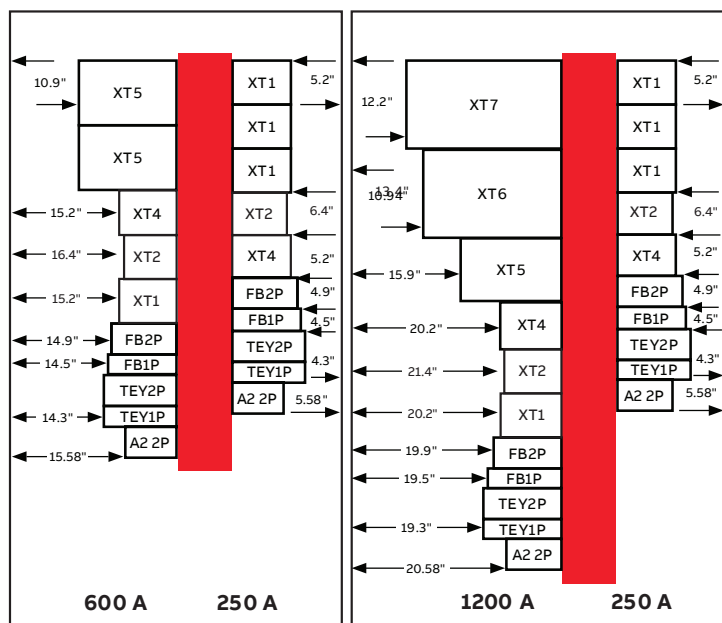 10.9"
XT5
XT5
15.2"
XT4
16.4"
XT2
15.2"
XT1
14.9"
FB2P
14.5"
FB1P
TEY2P
14.3"
TEY1P
A2 2P
15.58"
XT1
5.2"
XT1
XT1
XT2
6.4"
XT4
5.2"
FB2P
4.9"
FB1P
4.5"
TEY2P
TEY1P
4.3"
A2 2P
5.58"
600 A
250 A
12.2"
XT7
13.4"
10.94"
XT6
15.9"
XT5
20.2"
XT4
21.4"
XT2
20.2"
XT1
19.9"
FB2P
19.5"
FB1P
TEY2P
19.3"
TEY1P
A2 2P
20.58"
XT1
5.2"
XT1
XT1
XT2
6.4"
XT4
5.2"
FB2P
4.9"
FB1P
4.5"
TEY2P
TEY1P
4.3"
A2 2P
5.58"
1200 A
250 A